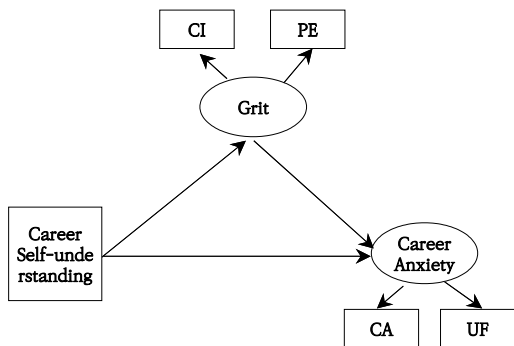 CI
PE
Grit
Career
Self-unde
rstanding
Career
Anxiety
CA
UF